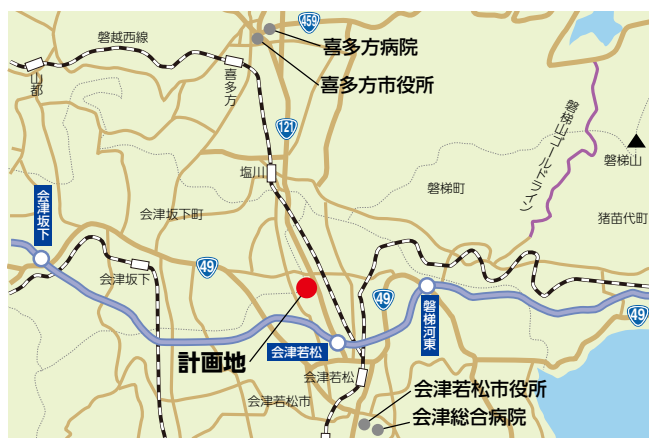 459
喜多方病院
磐越西線
喜多方市役所
山都
喜多方
121
塩川
磐梯山ゴールドライン
磐梯山
磐梯町
猪苗代町
会津坂下町
会津坂下
会津坂下
49
49
磐梯河東
49
計画地
会津若松
会津若松
会津若松市役所
会津若松市
会津総合病院